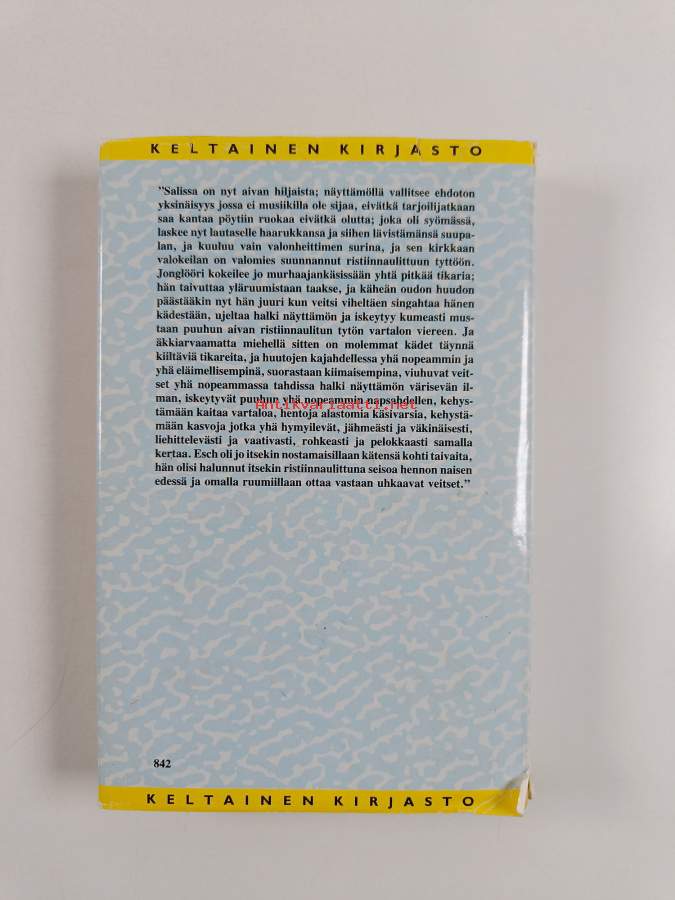 KELTAINEN KIRJASTO
"Salissa on nyt aivan hiljaista; näyttämöllä vallitsee ehdoton
yksinäisyys jossa ei musiikilla ole sijaa, eivätkä tarjoilijatkaan
saa kantaa pöytiin ruokaa eivätkä olutta; joka oli syömässä,
laskee nyt lautaselle haarukkansa ja siihen lävistämänsä suupa-
lan, ja kuuluu vain valonheittimen surina, ja sen kirkkaan
valokeilan on valomies suunnannut ristiinnaulittuun tyttöön.
Jonglööri kokeilee jo murhaajankäsissään yhtä pitkää tikaria;
hän taivuttaa yläruumistaan taakse, ja käheän oudon huudon
päästääkin nyt hän juuri kun veitsi viheltäen singahtaa hänen
kädestään, ujeltaa halki näyttämön ja iskeytyy kumeasti mus-
taan puuhun aivan ristiinnaulitun tytön vartalon viereen. Ja
äkkiarvaamatta miehellä sitten on molemmat kädet täynnä
kiiltäviä tikareita, ja huutojen kajahdellessa yhä nopeammin ja
yhä eläimellisempinä, suorastaan kiimaisempina, viuhuvat veit-
set yhä nopeammassa tahdissa halki näyttämön värisevän il-
man, iskeytyvät puuhun yhä nopeammin napsahdellen, kehys-
tämään kaitaa vartaloa, hentoja alastomia käsivarsia, kehystä-
mään kasvoja jotka yhä hymyilevät, jähmeästi ja väkinäisesti,
liehittelevästi ja vaativasti, rohkeasti ja pelokkaasti samalla
kertaa. Esch oli jo itsekin nostamaisillaan kätensä kohti taivaita,
hän olisi halunnut itsekin ristiinnaulittuna seisoa hennon naisen
edessä ja omalla ruumiillaan ottaa vastaan uhkaavat veitset."
Antikvariaatti.net
842
KELTAINEN KIRJASTO